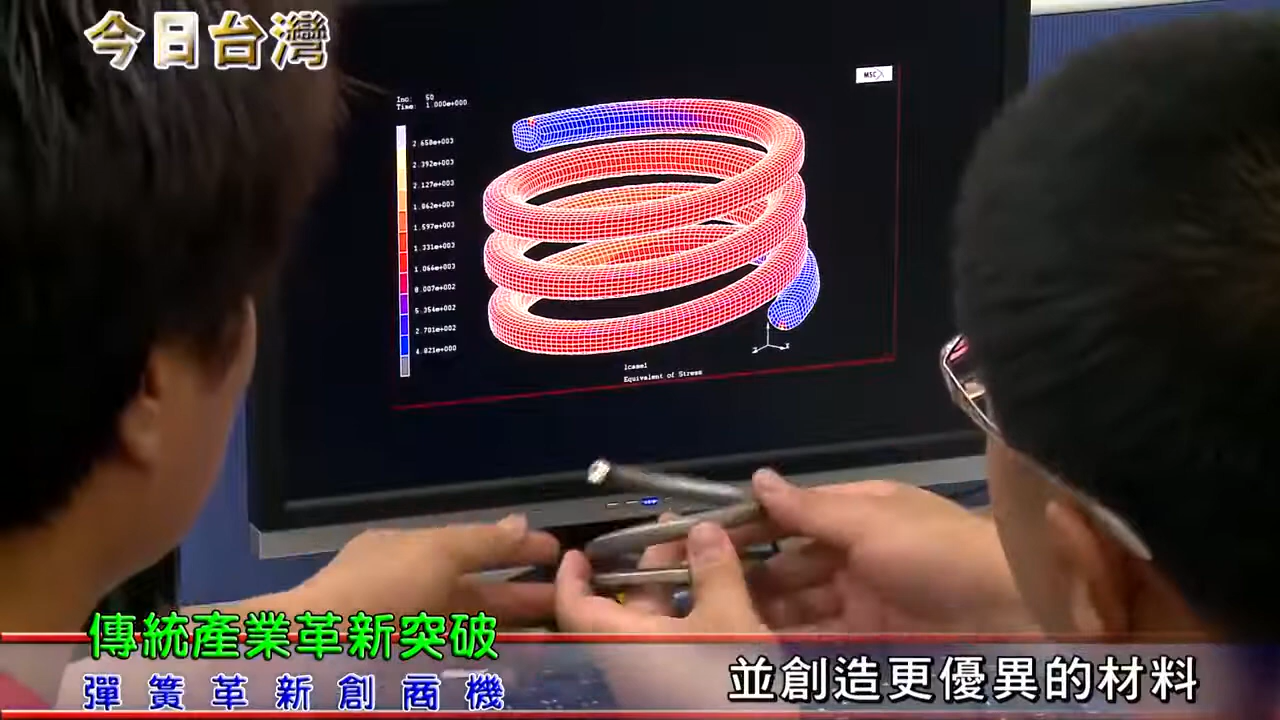 今日台灣
MSC
Inc: 50
Time: 1.000e+000
2.658e+003
2.392e+003
2.127e+003
1.862e+003
1.597e+003
1.331e+003
1.066e+003
8.007e+002
5.354e+002
2.701e+002
4.821e+000
lcase1
Equivalent of Stress
傳統產業革新突破
彈簧革新創商機
並創造更優異的材料